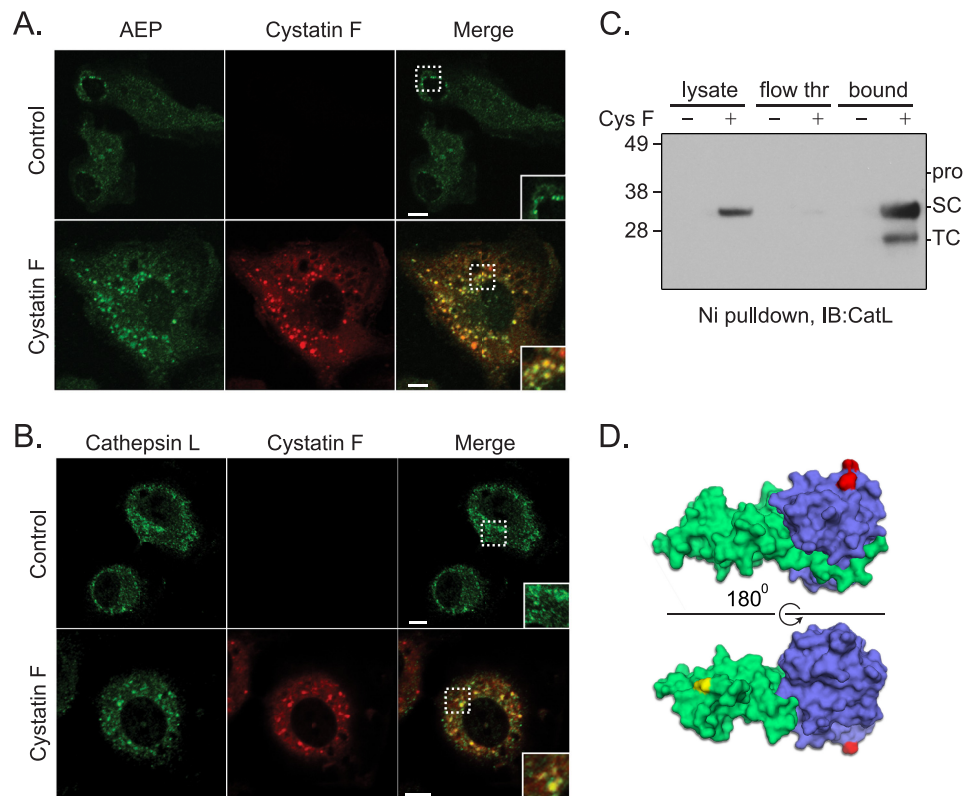 A.
AEP Cystatin F Merge
Control
Cystatin F
B.
Cathepsin L Cystatin F Merge
Control
Cystatin F
C.
lysate flow thr bound
Cys F – + – + – +
49
38
28
pro
SC
TC
Ni pulldown, IB:CatL
D.
180⁰